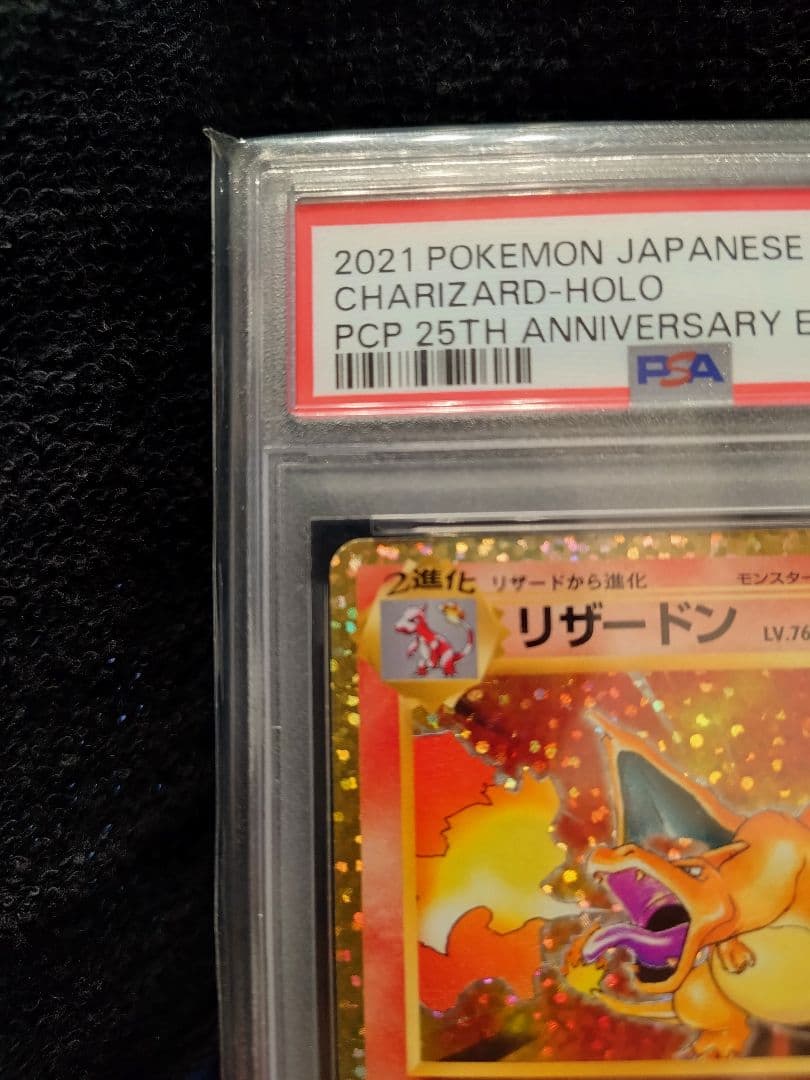 2021 POKEMON JAPANESE
CHARIZARD-HOLO
PCP 25TH ANNIVERSARY E
PSA
2進化 リザードから進化 モンスター
リザードン LV.76